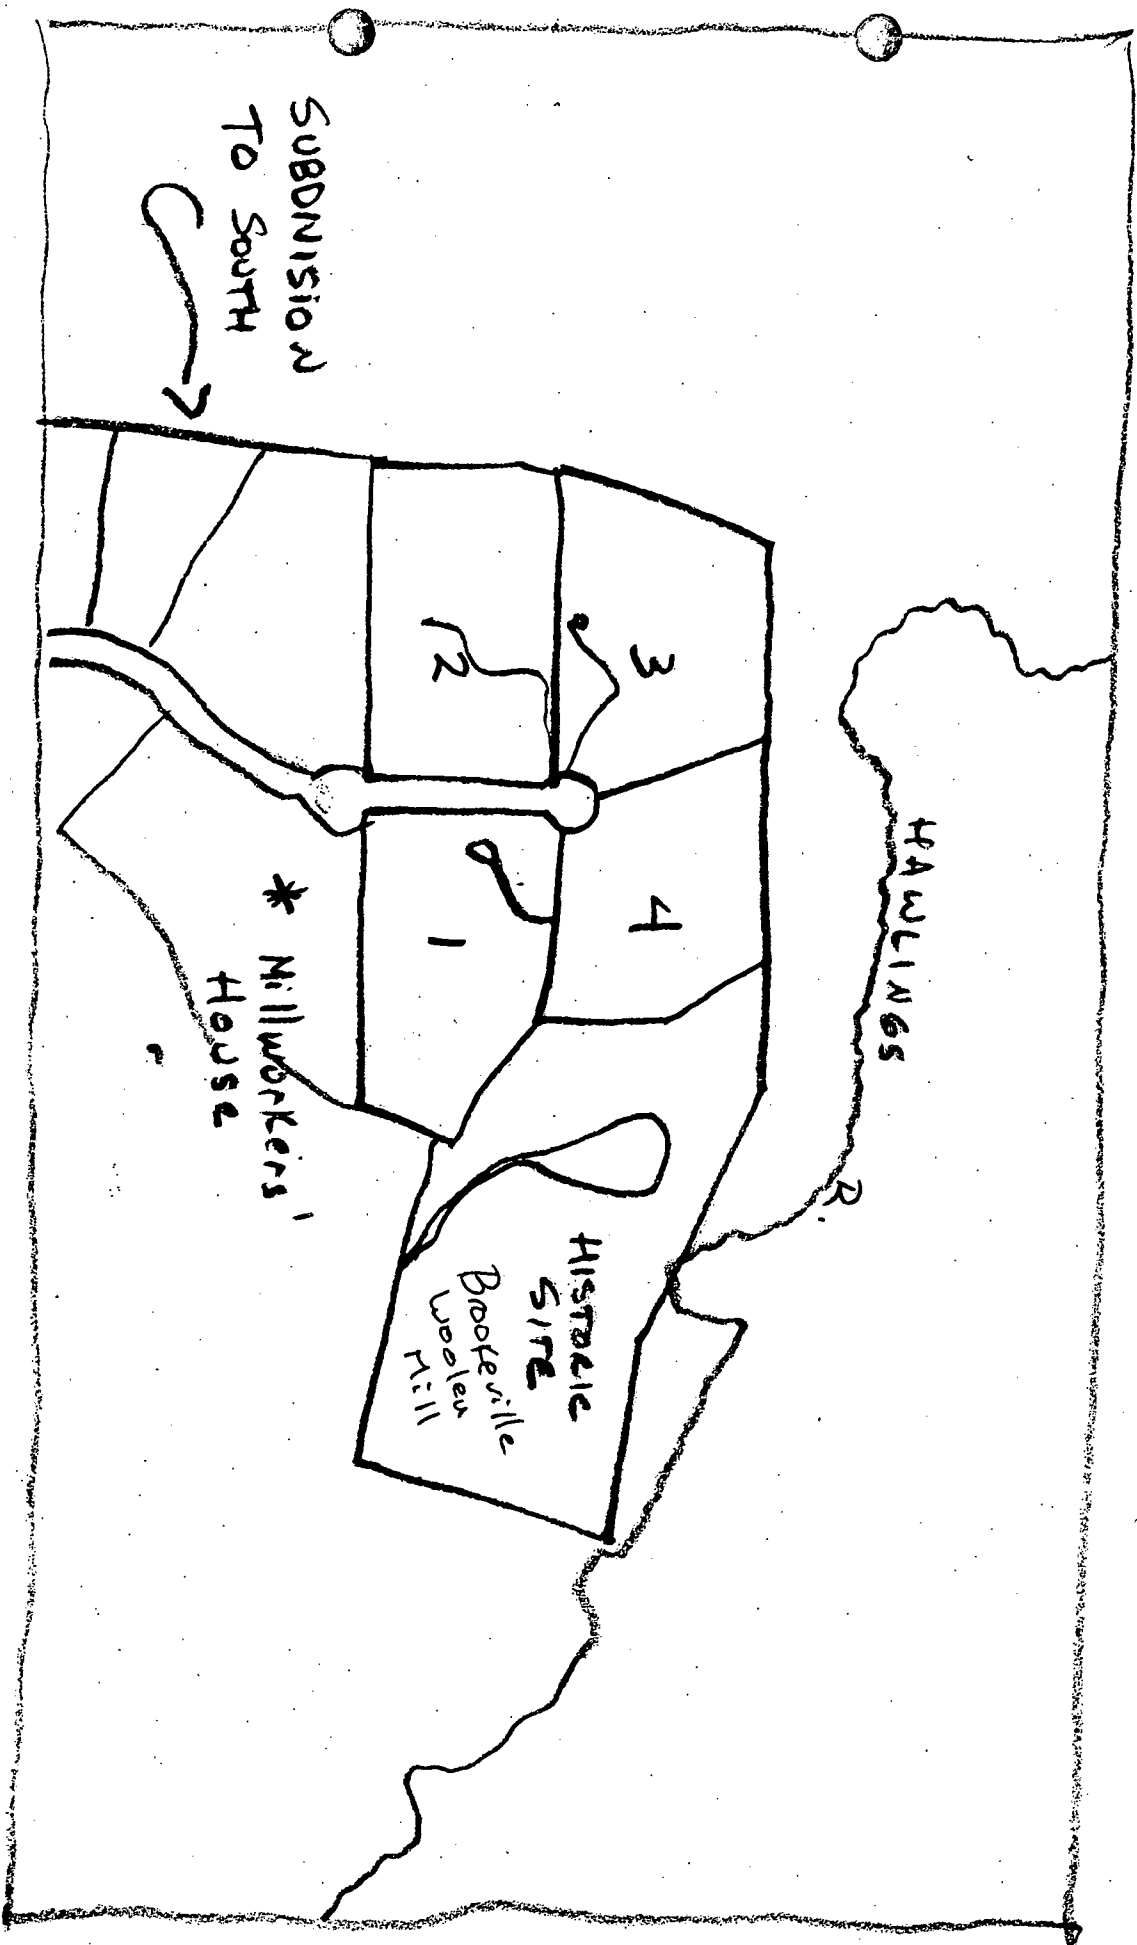 HAWLINGS R.
3
4
2
1
HISTORIC
SITE
Brookeville
Woolen
Mill
SUBDIVISION
TO SOUTH
* Millworkers'
House